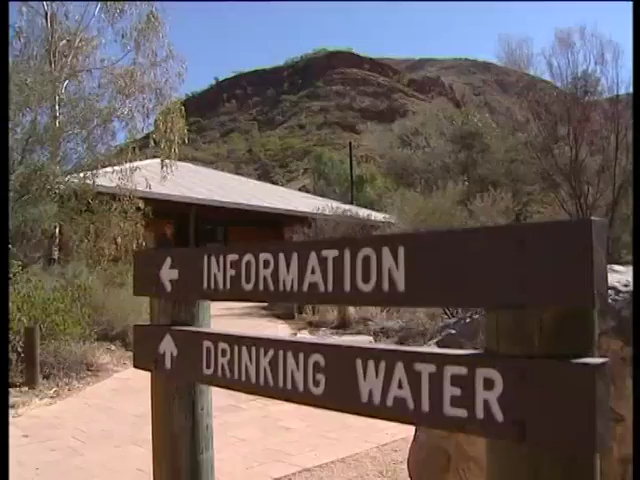 ← INFORMATION
↑ DRINKING WATER